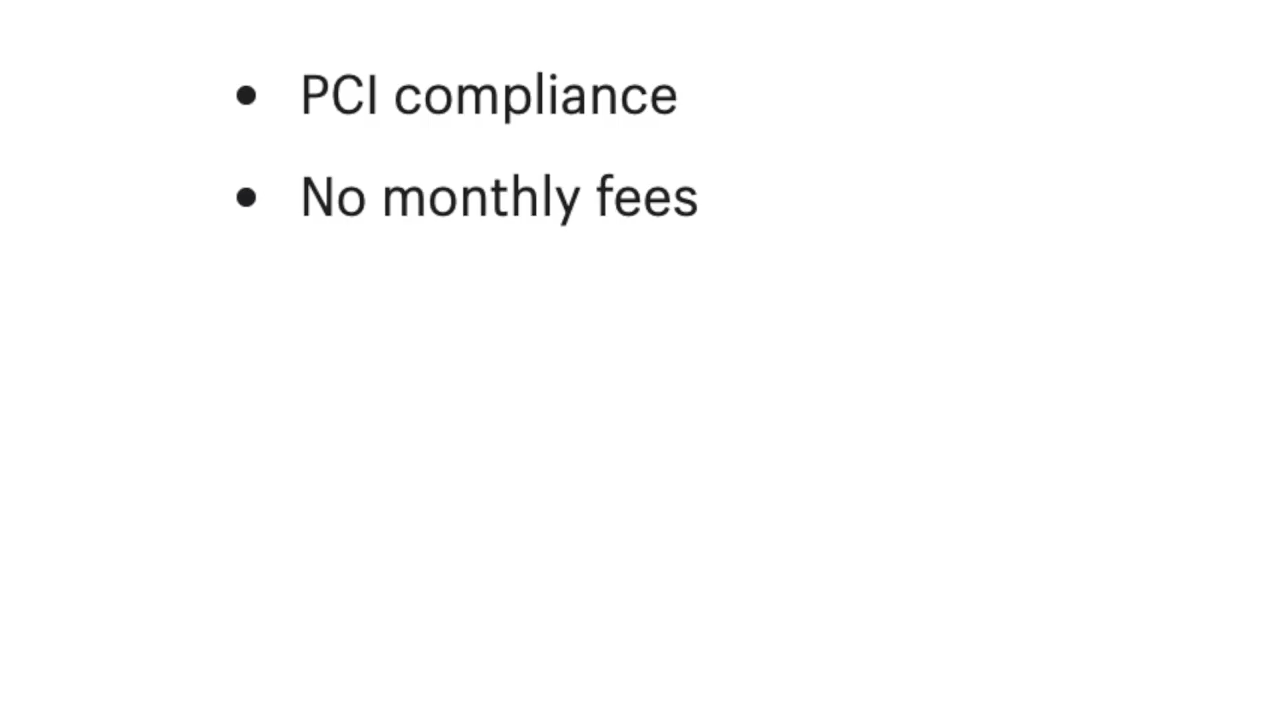 • PCI compliance
• No monthly fees